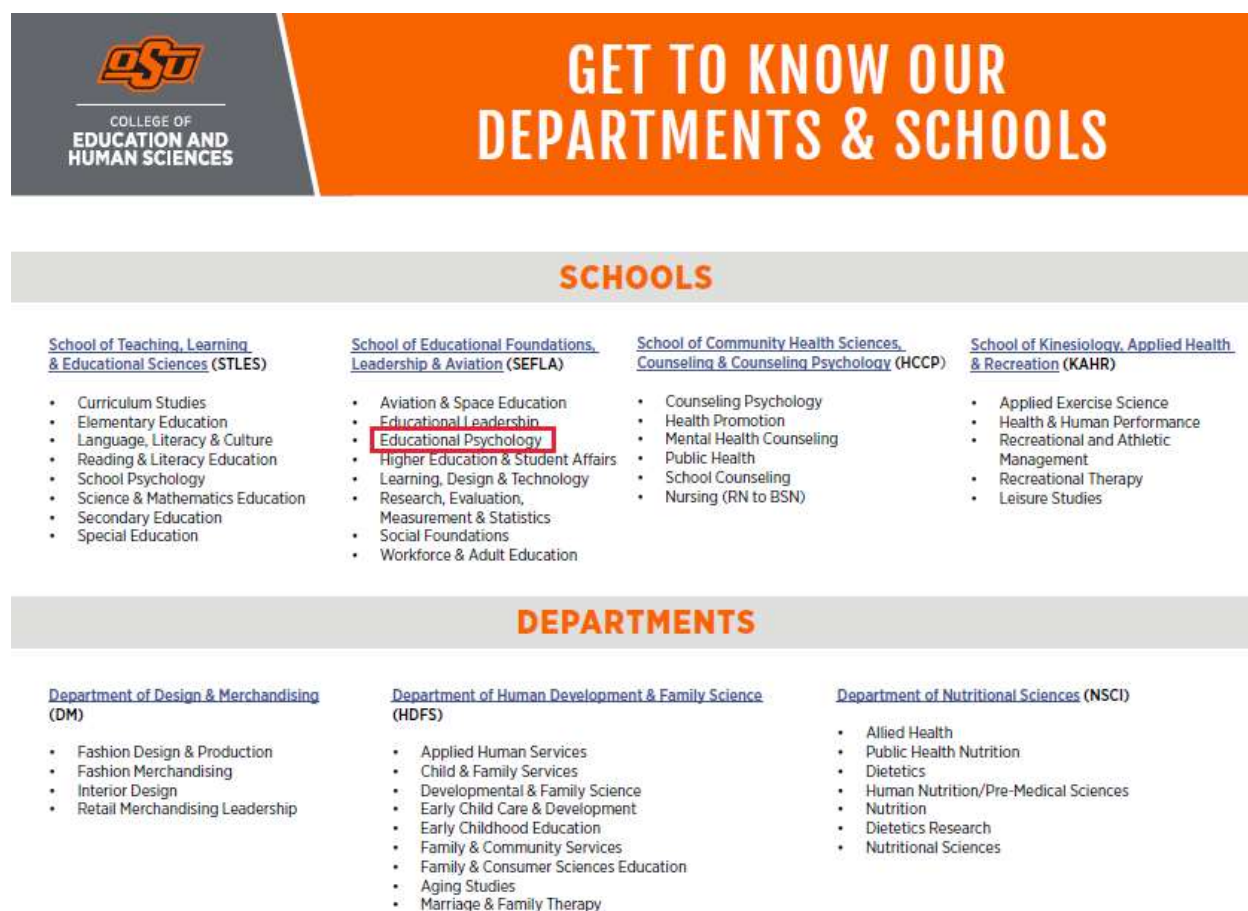 OSU
COLLEGE OF
EDUCATION AND
HUMAN SCIENCES
GET TO KNOW OUR
DEPARTMENTS & SCHOOLS
SCHOOLS
School of Teaching, Learning
& Educational Sciences (STLES)
• Curriculum Studies
• Elementary Education
• Language, Literacy & Culture
• Reading & Literacy Education
• School Psychology
• Science & Mathematics Education
• Secondary Education
• Special Education
School of Educational Foundations,
Leadership & Aviation (SEFLA)
• Aviation & Space Education
• Educational Leadership
• Educational Psychology
• Higher Education & Student Affairs
• Learning, Design & Technology
• Research, Evaluation,
Measurement & Statistics
• Social Foundations
• Workforce & Adult Education
School of Community Health Sciences,
Counseling & Counseling Psychology (HCCP)
• Counseling Psychology
• Health Promotion
• Mental Health Counseling
• Public Health
• School Counseling
• Nursing (RN to BSN)
School of Kinesiology, Applied Health
& Recreation (KAHR)
• Applied Exercise Science
• Health & Human Performance
• Recreational and Athletic
Management
• Recreational Therapy
• Leisure Studies
DEPARTMENTS
Department of Design & Merchandising
(DM)
• Fashion Design & Production
• Fashion Merchandising
• Interior Design
• Retail Merchandising Leadership
Department of Human Development & Family Science
(HDFS)
• Applied Human Services
• Child & Family Services
• Developmental & Family Science
• Early Child Care & Development
• Early Childhood Education
• Family & Community Services
• Family & Consumer Sciences Education
• Aging Studies
• Marriage & Family Therapy
Department of Nutritional Sciences (NSCI)
• Allied Health
• Public Health Nutrition
• Dietetics
• Human Nutrition/Pre-Medical Sciences
• Nutrition
• Dietetics Research
• Nutritional Sciences